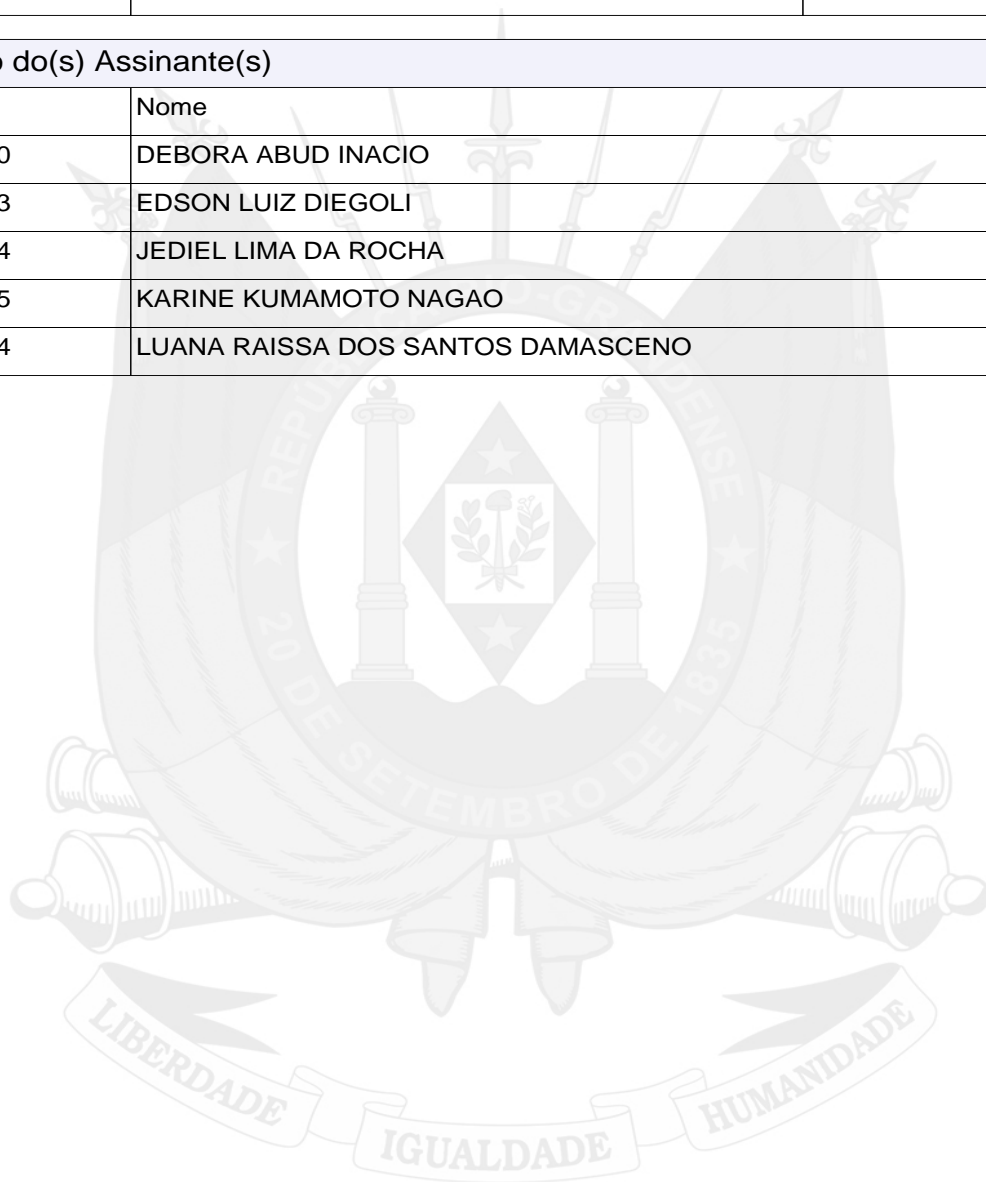 o do(s) Assinante(s)
Nome
0 DEBORA ABUD INACIO
3 EDSON LUIZ DIEGOLI
4 JEDIEL LIMA DA ROCHA
5 KARINE KUMAMOTO NAGAO
4 LUANA RAISSA DOS SANTOS DAMASCENO
REPÚBLICA RIO-GRANDENSE
20 DE SETEMBRO DE 1835
LIBERDADE
IGUALDADE
HUMANIDADE